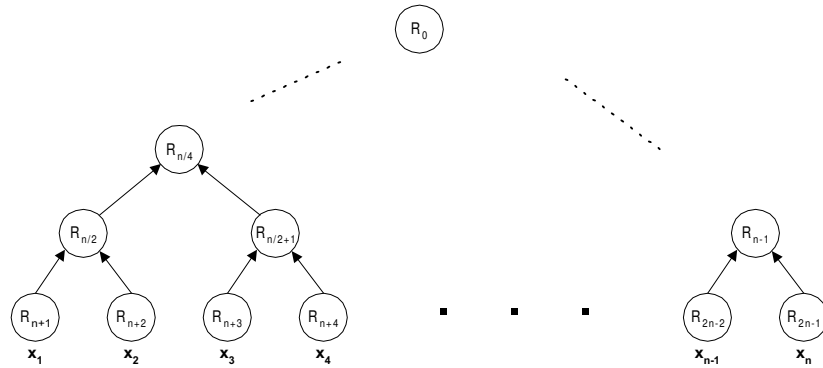 R₀
Rₙ/₄
Rₙ/₂ Rₙ/₂₊₁ Rₙ₋₁
Rₙ₊₁ Rₙ₊₂ Rₙ₊₃ Rₙ₊₄ R₂ₙ₋₂ R₂ₙ₋₁
x₁ x₂ x₃ x₄ xₙ₋₁ xₙ